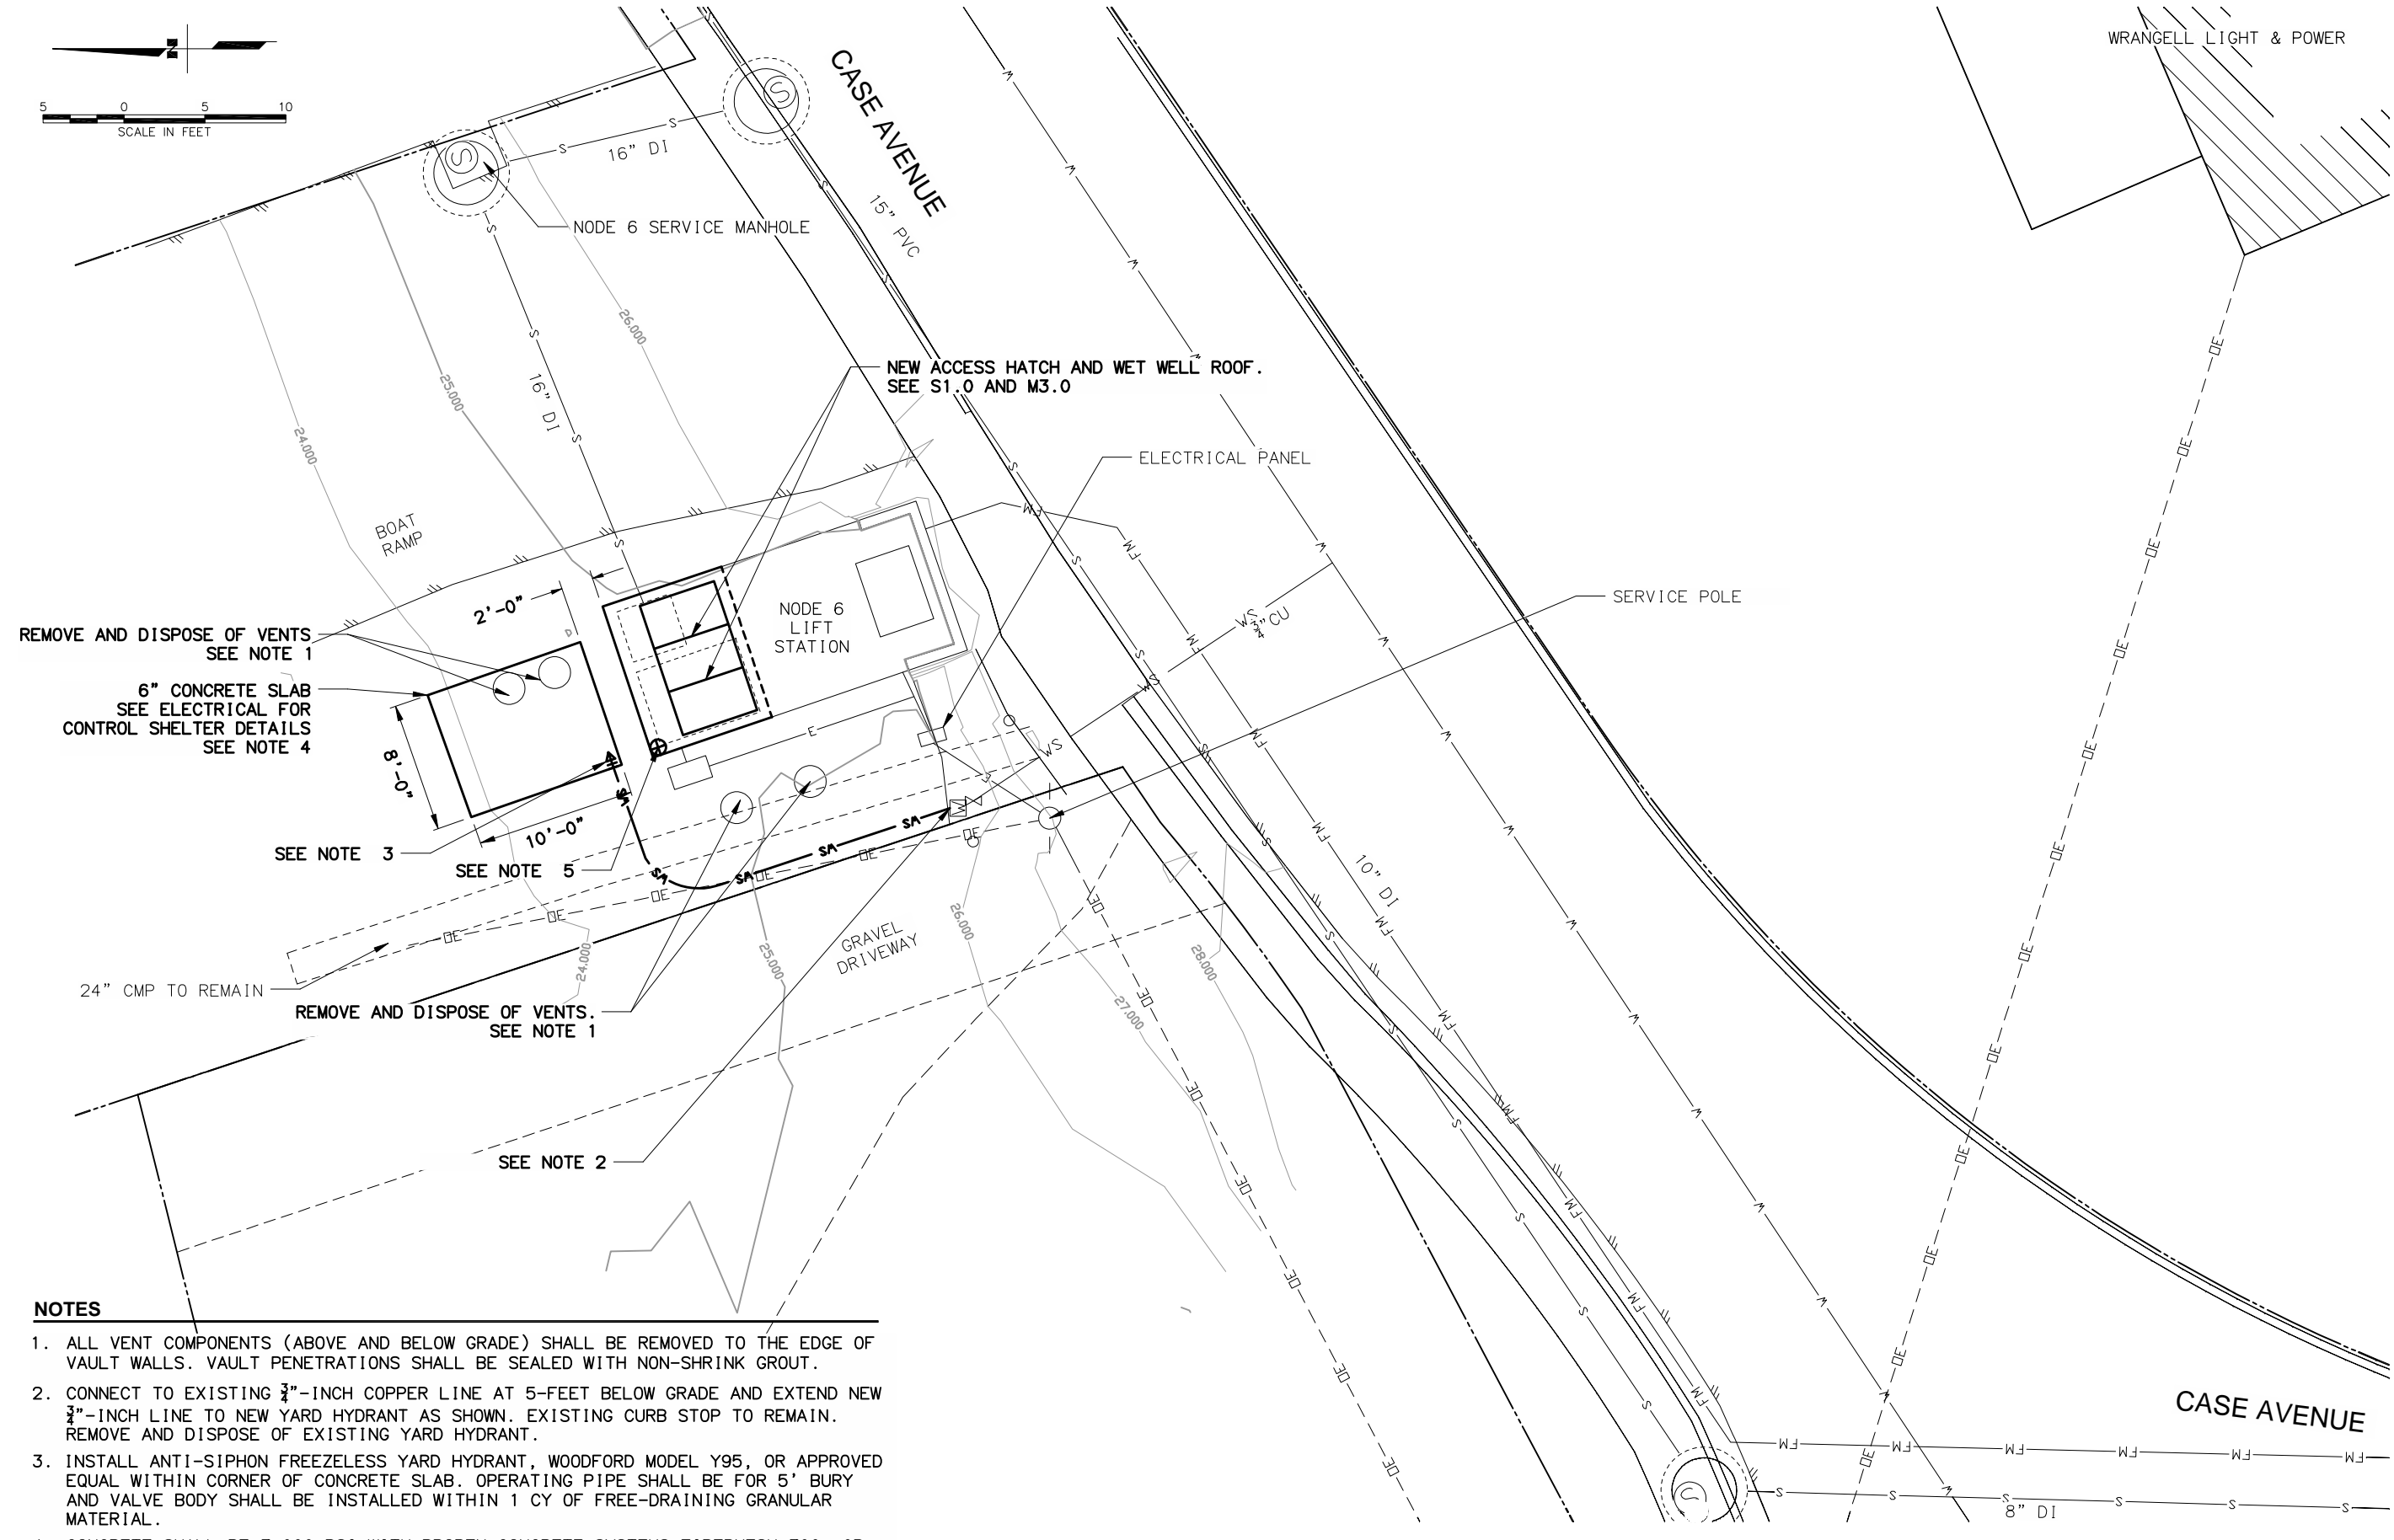 N
5 0 5 10
SCALE IN FEET
WRANGELL LIGHT & POWER
CASE AVENUE
S
S
16" DI
15" PVC
NODE 6 SERVICE MANHOLE
26.000
25.000
24.000
16" DI
NEW ACCESS HATCH AND WET WELL ROOF.
SEE S1.0 AND M3.0
ELECTRICAL PANEL
BOAT
RAMP
2'-0"
NODE 6
LIFT
STATION
SERVICE POLE
WS
3/4" CU
REMOVE AND DISPOSE OF VENTS
SEE NOTE 1
6" CONCRETE SLAB
SEE ELECTRICAL FOR
CONTROL SHELTER DETAILS
SEE NOTE 4
8'-0"
10'-0"
SEE NOTE 3
SEE NOTE 5
10" DI
GRAVEL
DRIVEWAY
24.000
25.000
26.000
27.000
28.000
24" CMP TO REMAIN
REMOVE AND DISPOSE OF VENTS.
SEE NOTE 1
SEE NOTE 2
CASE AVENUE
8" DI
NOTES
1. ALL VENT COMPONENTS (ABOVE AND BELOW GRADE) SHALL BE REMOVED TO THE EDGE OF
VAULT WALLS. VAULT PENETRATIONS SHALL BE SEALED WITH NON-SHRINK GROUT.
2. CONNECT TO EXISTING 3/4"-INCH COPPER LINE AT 5-FEET BELOW GRADE AND EXTEND NEW
3/4"-INCH LINE TO NEW YARD HYDRANT AS SHOWN. EXISTING CURB STOP TO REMAIN.
REMOVE AND DISPOSE OF EXISTING YARD HYDRANT.
3. INSTALL ANTI-SIPHON FREEZELESS YARD HYDRANT, WOODFORD MODEL Y95, OR APPROVED
EQUAL WITHIN CORNER OF CONCRETE SLAB. OPERATING PIPE SHALL BE FOR 5' BURY
AND VALVE BODY SHALL BE INSTALLED WITHIN 1 CY OF FREE-DRAINING GRANULAR
MATERIAL.